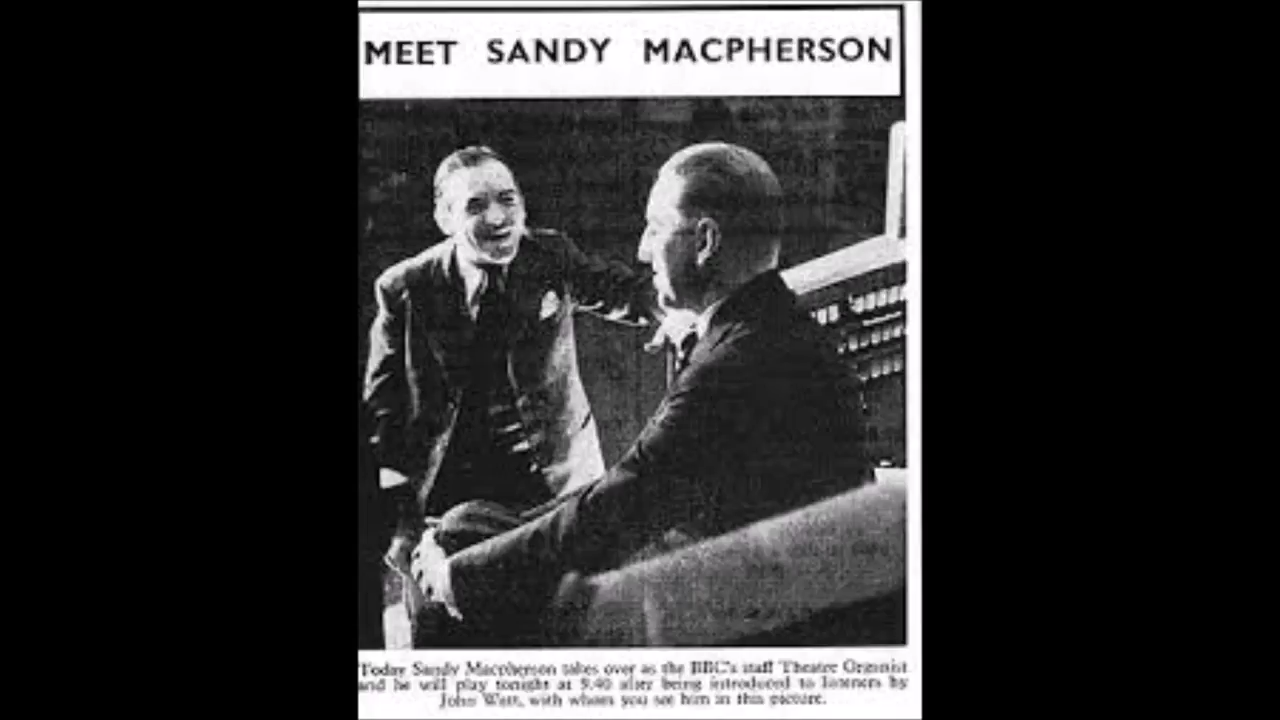 MEET SANDY MACPHERSON
Today Sandy Macpherson takes over as the BBC's staff Theatre Organist
and he will play tonight at 9.40 after being introduced to listeners by
John Watt, with whom you see him in this picture.